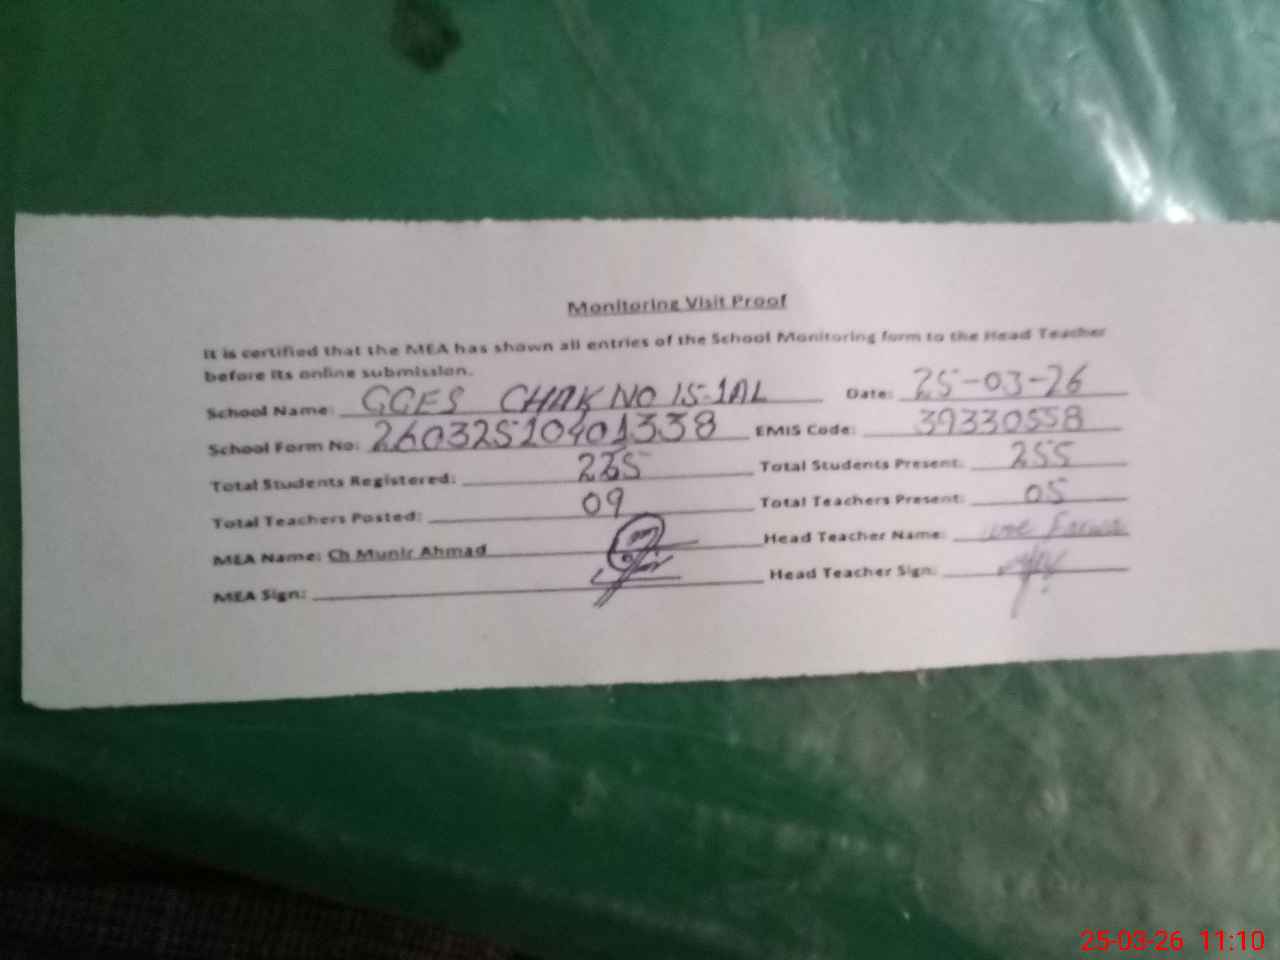 Monitoring Visit Proof
It is certified that the MEA has shown all entries of the School Monitoring form to the Head Teacher
before its online submission.
School Name: GGES CHAK NO 15-1AL Date: 25-03-26
School Form No: 26032510401338 EMIS Code: 39330558
Total Students Registered: Total Students Present: 255
Total Teachers Posted: 09 Total Teachers Present: 05
MEA Name: Ch Munir Ahmad Head Teacher Name:
MEA Sign: Head Teacher Sign:
25-03-26 11:10